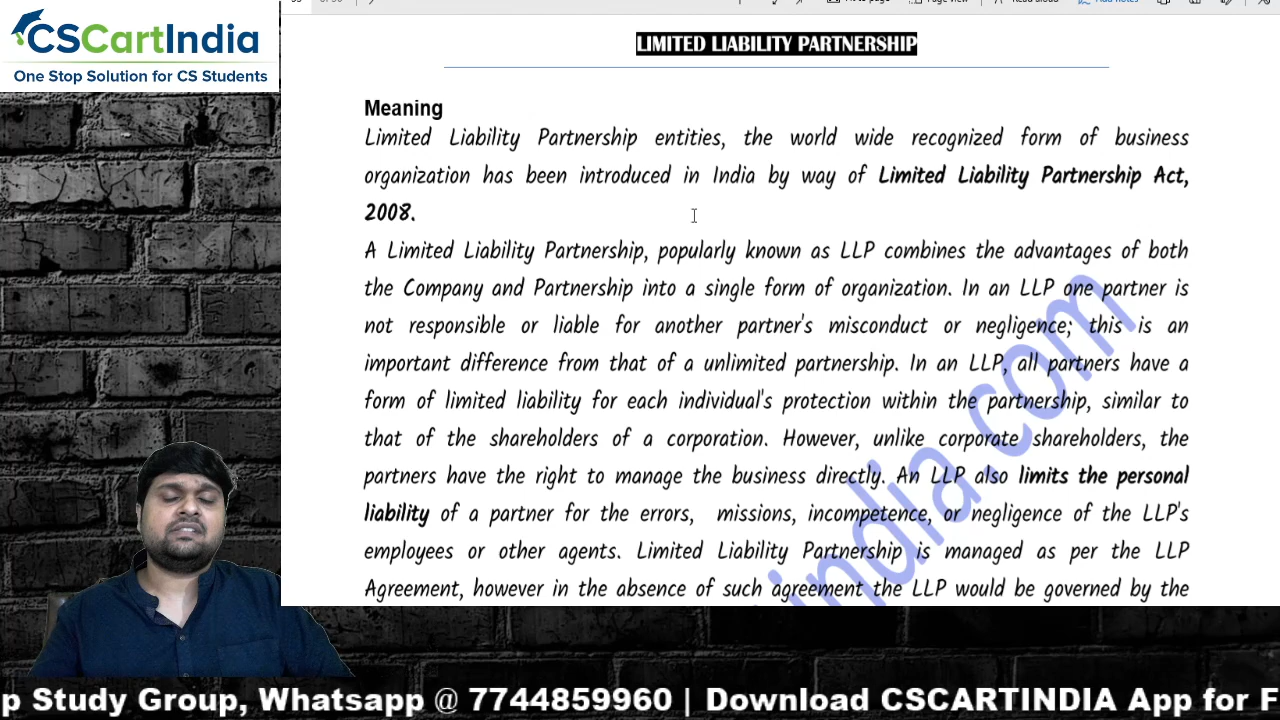 CSCartIndia
One Stop Solution for CS Students
Page view
Read aloud
Add notes
LIMITED LIABILITY PARTNERSHIP
Meaning
Limited Liability Partnership entities, the world wide recognized form of business
organization has been introduced in India by way of Limited Liability Partnership Act,
2008.
A Limited Liability Partnership, popularly known as LLP combines the advantages of both
the Company and Partnership into a single form of organization. In an LLP one partner is
not responsible or liable for another partner's misconduct or negligence; this is an
important difference from that of a unlimited partnership. In an LLP, all partners have a
form of limited liability for each individual's protection within the partnership, similar to
that of the shareholders of a corporation. However, unlike corporate shareholders, the
partners have the right to manage the business directly. An LLP also limits the personal
liability of a partner for the errors, missions, incompetence, or negligence of the LLP's
employees or other agents. Limited Liability Partnership is managed as per the LLP
Agreement, however in the absence of such agreement the LLP would be governed by the
india.com
p Study Group, Whatsapp @ 7744859960 | Download CSCARTINDIA App for F